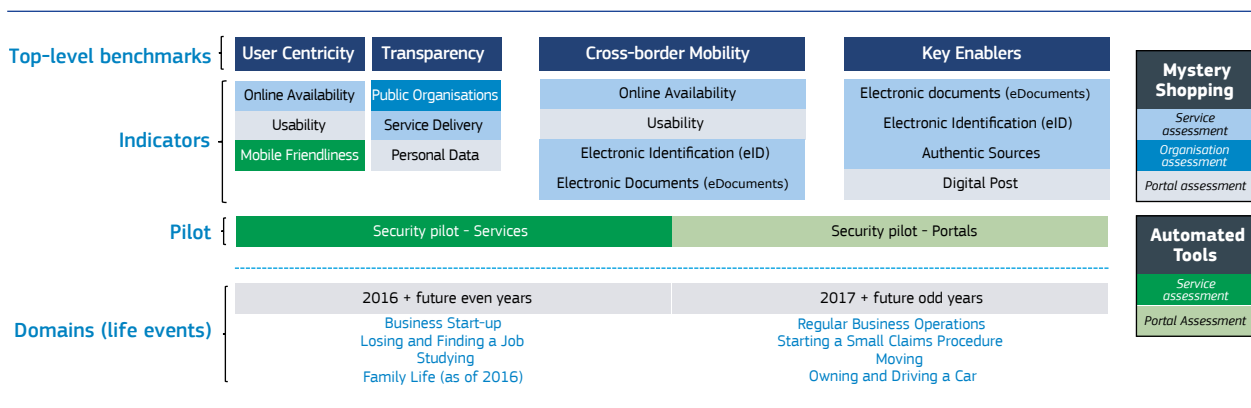 Top-level benchmarks
User Centricity
Transparency
Cross-border Mobility
Key Enablers
Indicators
Online Availability
Usability
Mobile Friendliness
Public Organisations
Service Delivery
Personal Data
Online Availability
Usability
Electronic Identification (eID)
Electronic Documents (eDocuments)
Electronic documents (eDocuments)
Electronic Identification (eID)
Authentic Sources
Digital Post
Pilot
Security pilot - Services
Security pilot - Portals
Domains (life events)
2016 + future even years
Business Start-up
Losing and Finding a Job
Studying
Family Life (as of 2016)
2017 + future odd years
Regular Business Operations
Starting a Small Claims Procedure
Moving
Owning and Driving a Car
Mystery
Shopping
Service
assessment
Organisation
assessment
Portal assessment
Automated
Tools
Service
assessment
Portal Assessment